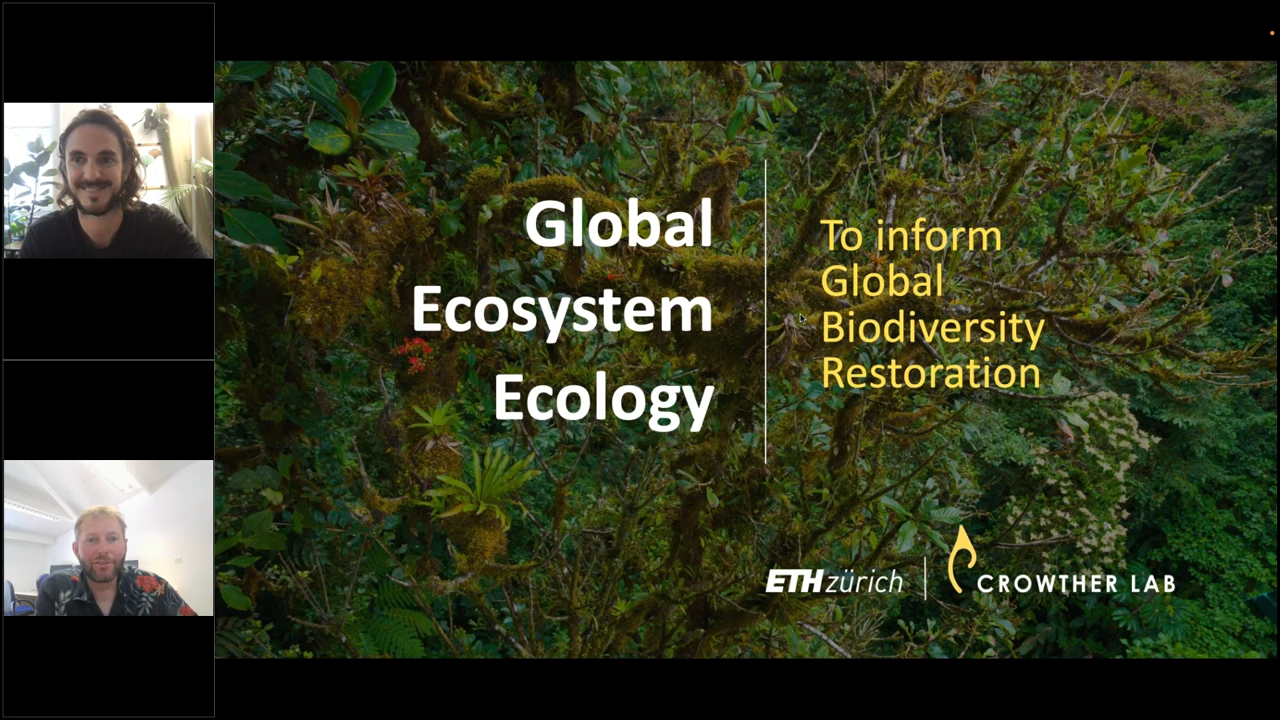 Global
Ecosystem
Ecology
To inform
Global
Biodiversity
Restoration
ETH zürich
CROWTHER LAB